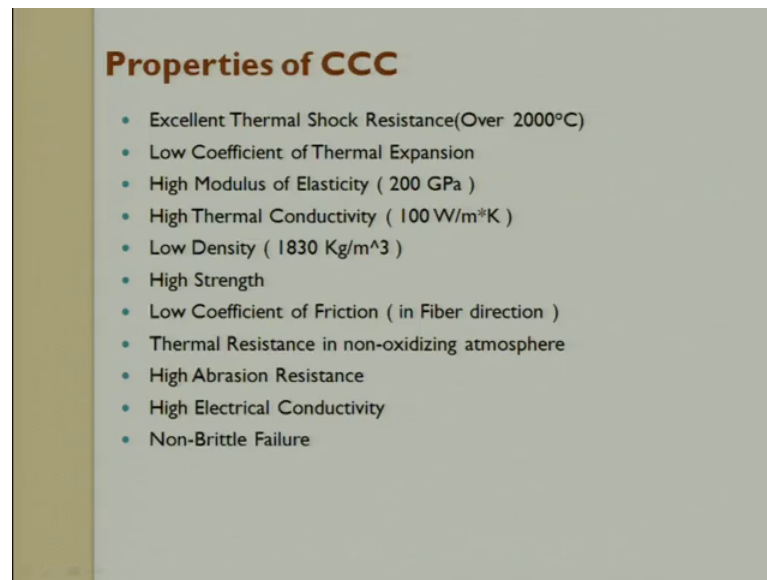 Properties of CCC
• Excellent Thermal Shock Resistance(Over 2000°C)
• Low Coefficient of Thermal Expansion
• High Modulus of Elasticity ( 200 GPa )
• High Thermal Conductivity ( 100 W/m*K )
• Low Density ( 1830 Kg/m^3 )
• High Strength
• Low Coefficient of Friction ( in Fiber direction )
• Thermal Resistance in non-oxidizing atmosphere
• High Abrasion Resistance
• High Electrical Conductivity
• Non-Brittle Failure